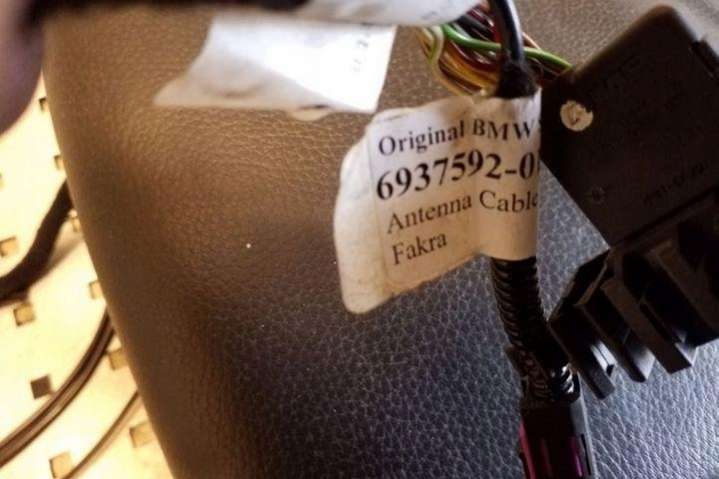 Original BMW
6937592-0
Antenna Cable
Fakra